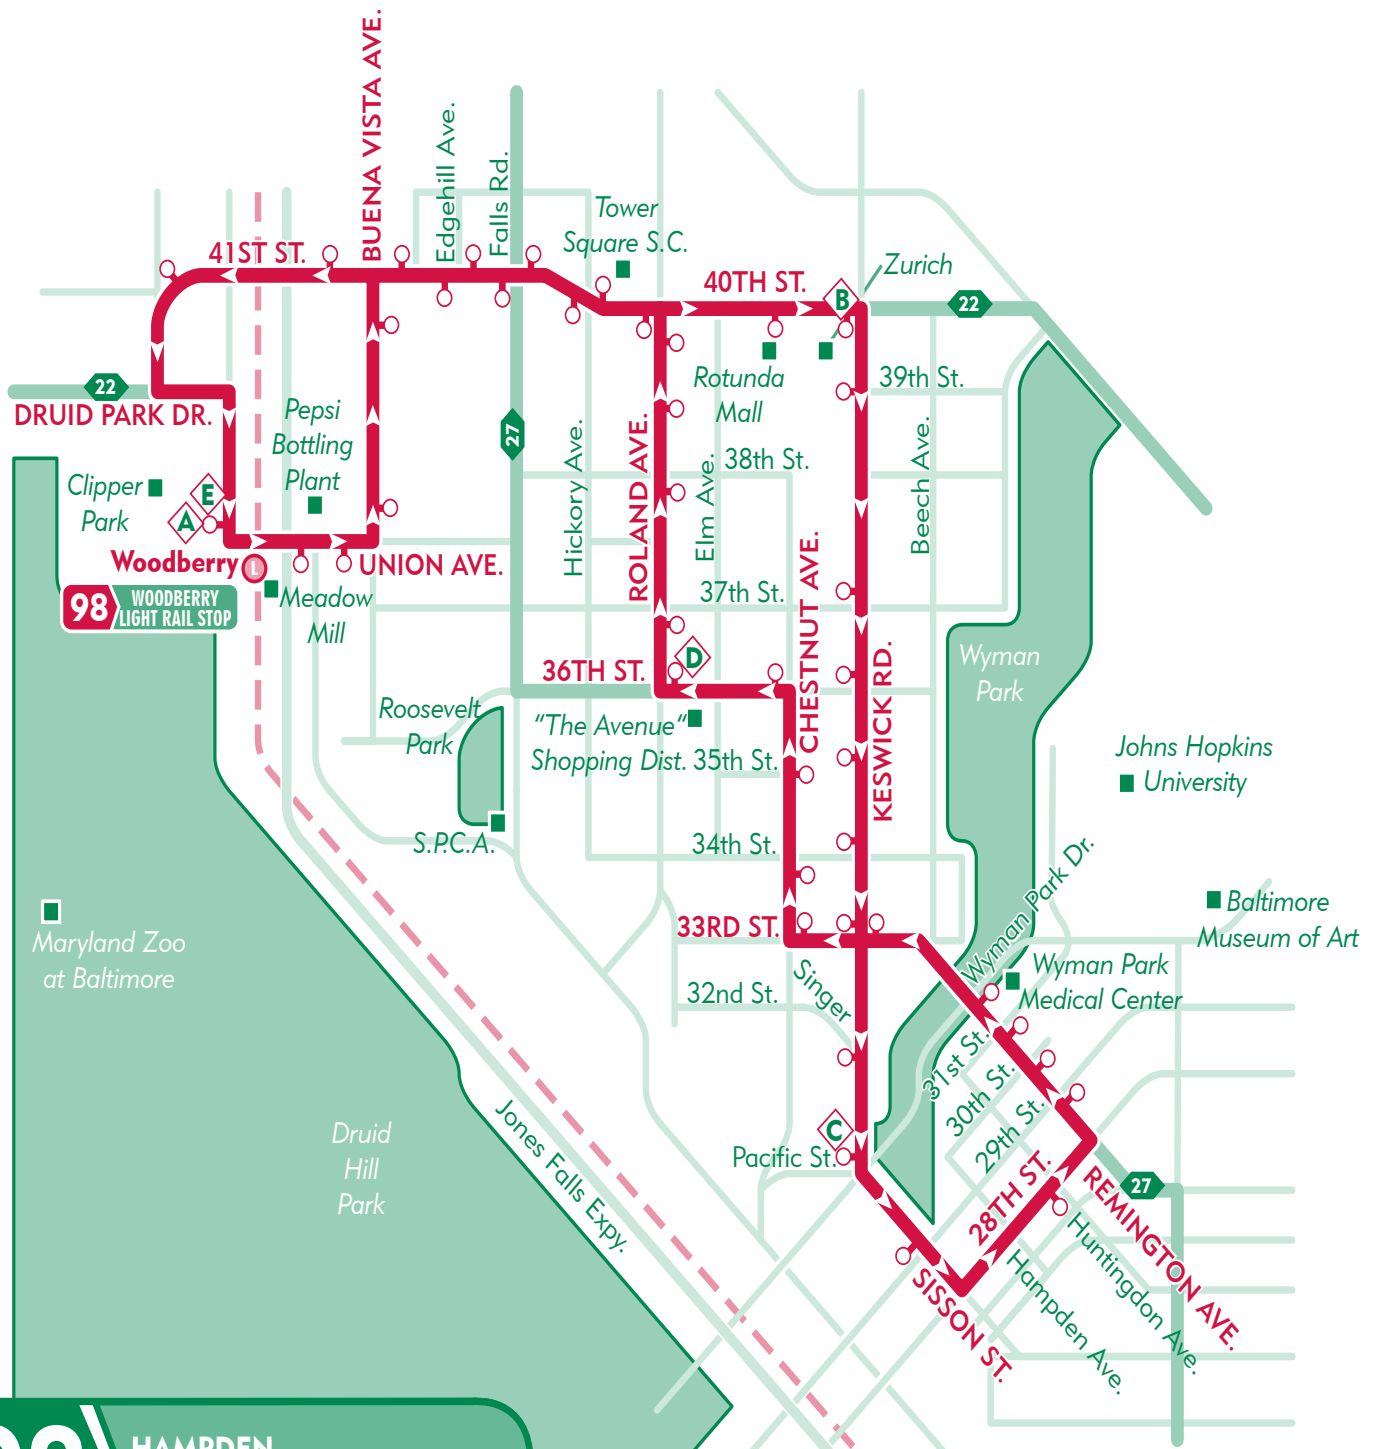 BUENA VISTA AVE.
Edgehill Ave.
Falls Rd.
Tower
Square S.C.
41ST ST.
40TH ST.
B
Zurich
22
22
DRUID PARK DR.
Pepsi
Bottling
Plant
27
Rotunda
Mall
39th St.
Hickory Ave.
ROLAND AVE.
Elm Ave.
38th St.
Beech Ave.
Clipper
Park
E
A
Woodberry
L
UNION AVE.
98
WOODBERRY
LIGHT RAIL STOP
Meadow
Mill
37th St.
CHESTNUT AVE.
KESWICK RD.
Wyman
Park
D
36TH ST.
Roosevelt
Park
“The Avenue“
Shopping Dist.
35th St.
Johns Hopkins
University
S.P.C.A.
34th St.
Wyman Park Dr.
Baltimore
Museum of Art
Maryland Zoo
at Baltimore
33RD ST.
Singer
32nd St.
Wyman Park
Medical Center
31st St.
30th St.
29th St.
C
Pacific St.
28TH ST.
27
REMINGTON AVE.
Druid
Hill
Park
Jones Falls Expy.
Huntingdon Ave.
Hampden Ave.
SISSON ST.
HAMPDEN